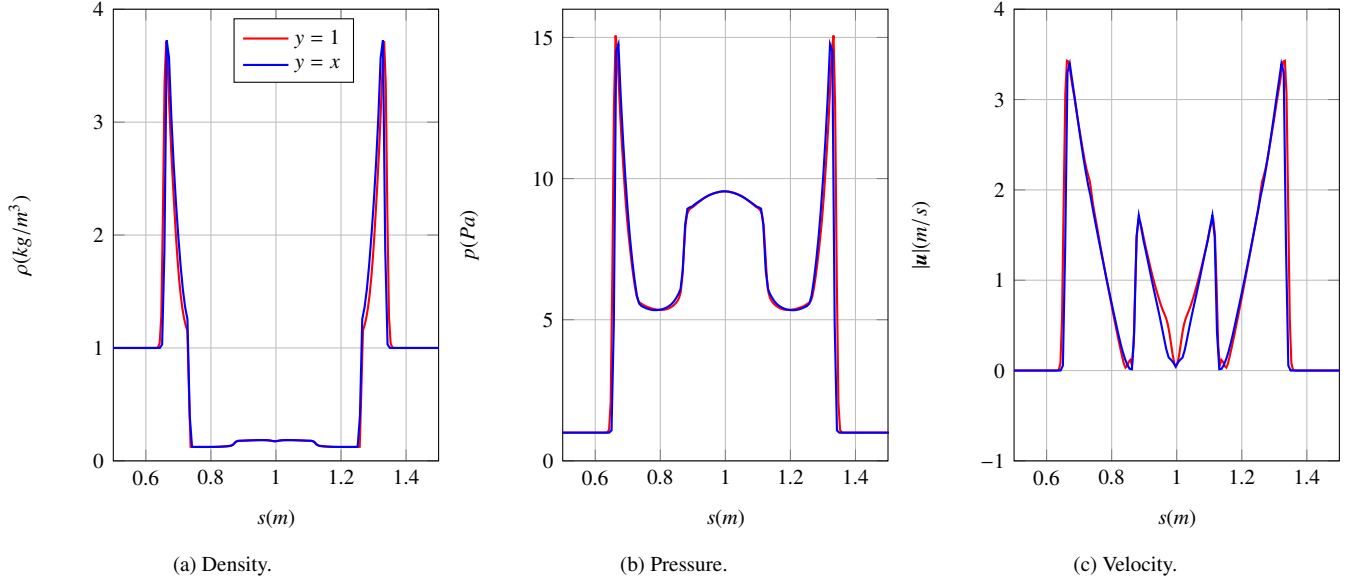 y = 1
y = x
4
3
2
1
0
ρ(kg/m³)
0.6 0.8 1 1.2 1.4
s(m)
(a) Density.
15
10
5
0
p(Pa)
0.6 0.8 1 1.2 1.4
s(m)
(b) Pressure.
4
3
2
1
0
−1
|u|(m/s)
0.6 0.8 1 1.2 1.4
s(m)
(c) Velocity.